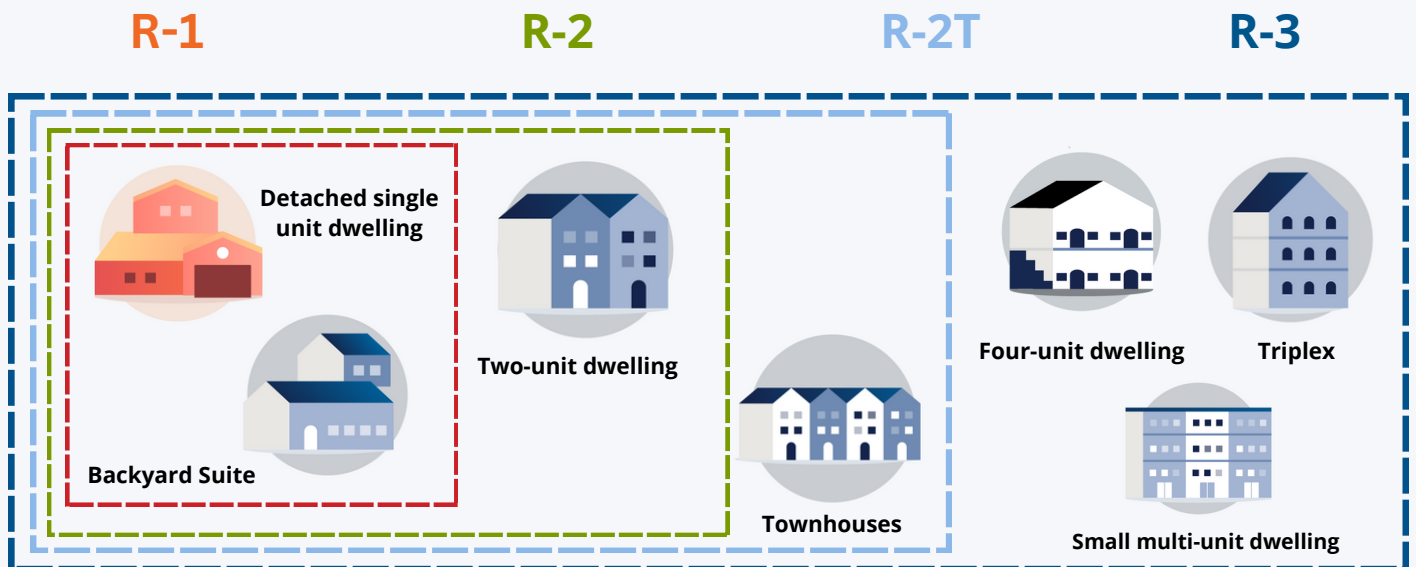 R-1
R-2
R-2T
R-3
Detached single
unit dwelling
Backyard Suite
Two-unit dwelling
Townhouses
Four-unit dwelling
Triplex
Small multi-unit dwelling